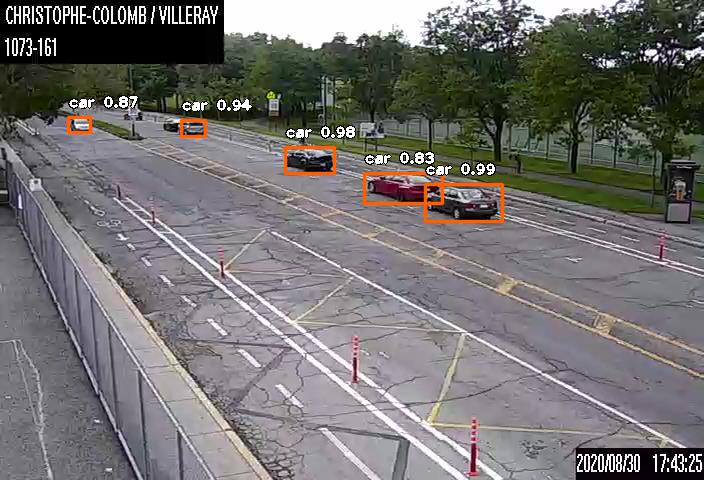 CHRISTOPHE-COLOMB / VILLERAY
1073-161
car 0.87
car 0.94
car 0.98
car 0.83
car 0.99
2020/08/30 17:43:25